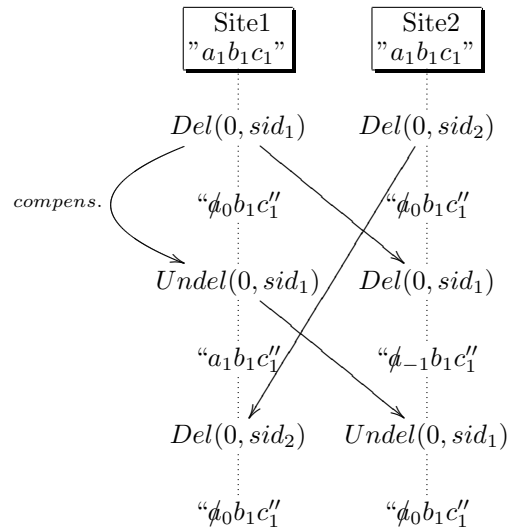 Site1 Site2
"a₁b₁c₁" "a₁b₁c₁"
Del(0, sid₁) Del(0, sid₂)
compens.
“a̸₀b₁c₁″ “a̸₀b₁c₁″
Undel(0, sid₁) Del(0, sid₁)
“a₁b₁c₁″ “a̸₋₁b₁c₁″
Del(0, sid₂) Undel(0, sid₁)
“a̸₀b₁c₁″ “a̸₀b₁c₁″